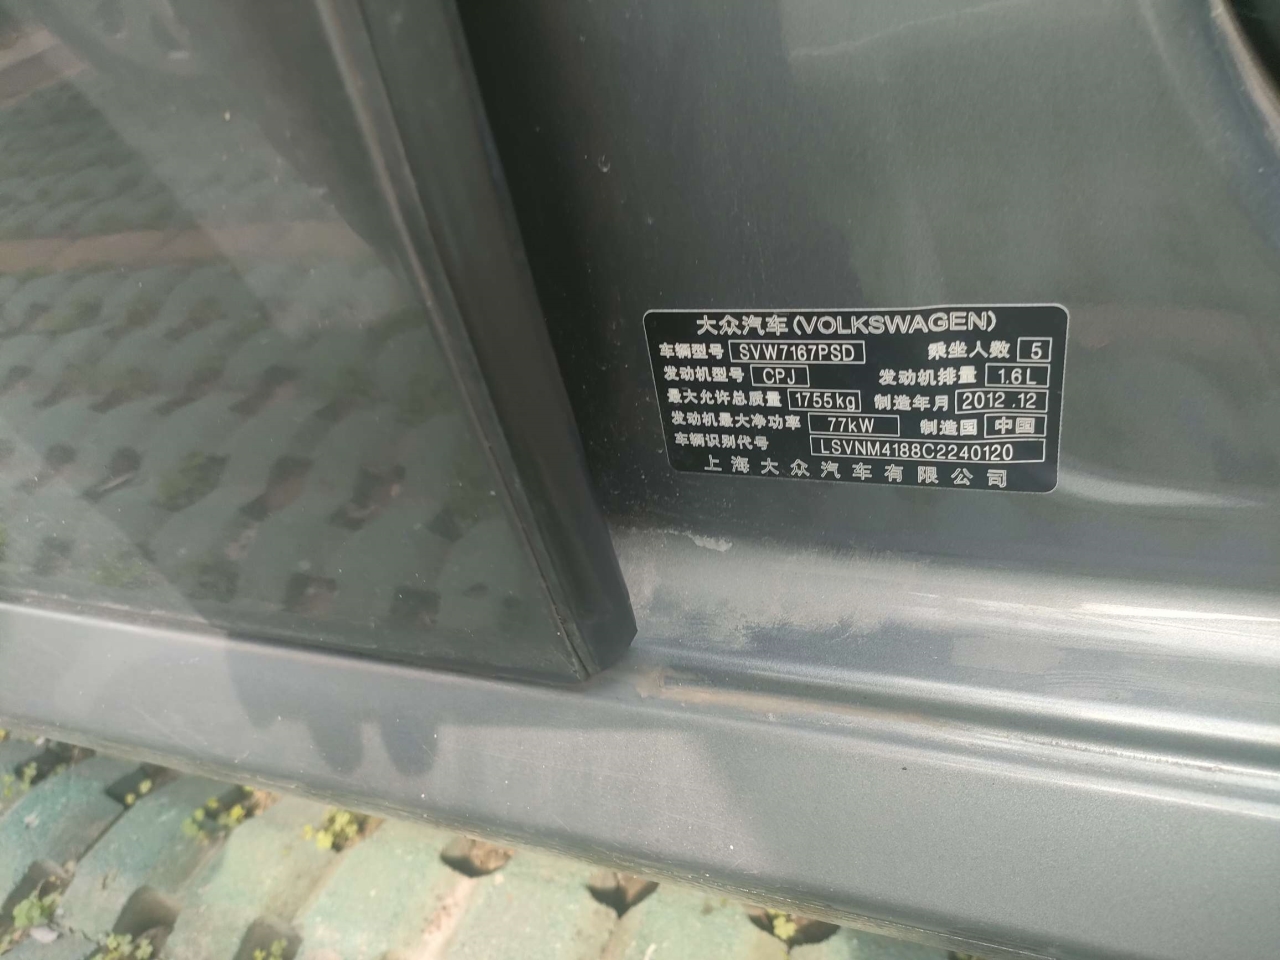 大众汽车(VOLKSWAGEN)
车辆型号 SVW7167PSD 乘坐人数 5
发动机型号 CPJ 发动机排量 1.6L
最大允许总质量 1755kg 制造年月 2012.12
发动机最大净功率 77kW 制造国 中国
车辆识别代号 LSVNM4188C2240120
上海大众汽车有限公司